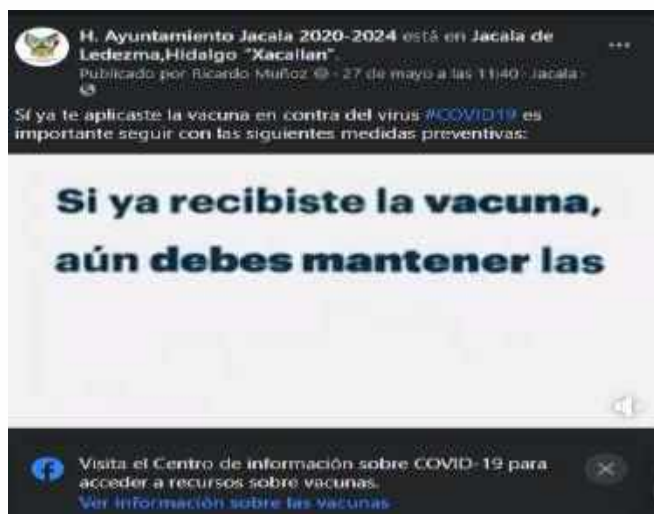 H. Ayuntamiento Jacala 2020-2024 está en Jacala de
Ledezma,Hidalgo "Xacallan".
Publicado por Ricardo Muñoz · 27 de mayo a las 11:40 · Jacala ·
Sí ya te aplicaste la vacuna en contra del virus #COVID19 es
importante seguir con las siguientes medidas preventivas:
Si ya recibiste la vacuna,
aún debes mantener las
Visita el Centro de información sobre COVID-19 para
acceder a recursos sobre vacunas.
Ver información sobre las vacunas